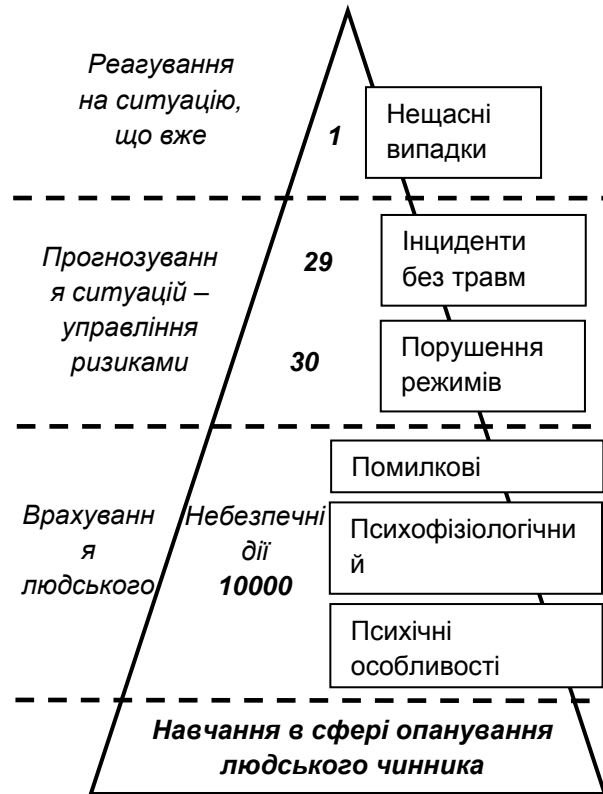 Реагування
на ситуацію,
що вже
1
Нещасні
випадки
Прогнозуванн
я ситуацій –
управління
ризиками
29
Інциденти
без травм
30
Порушення
режимів
Врахуванн
я
людського
Небезпечні
дії
10000
Помилкові
Психофізіологічни
й
Психічні
особливості
Навчання в сфері опанування
людського чинника